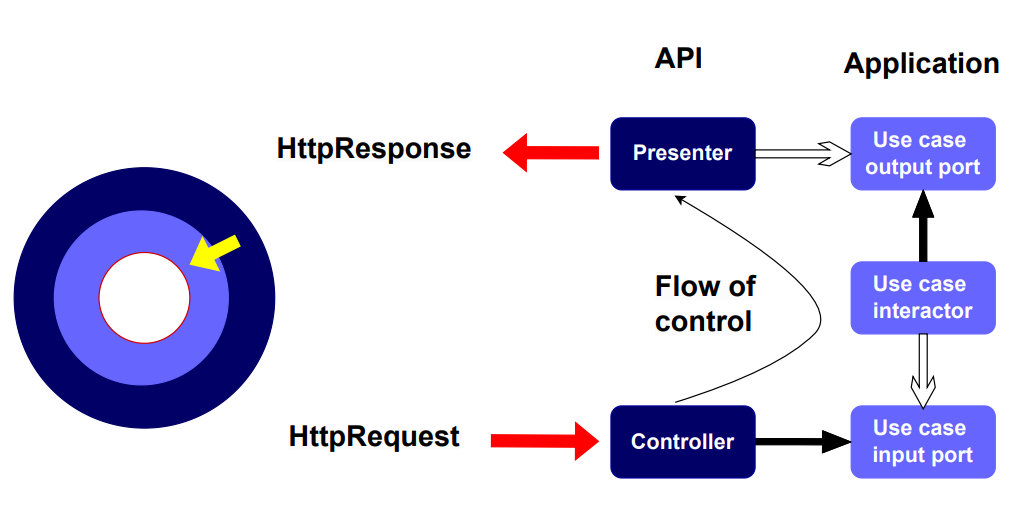 API
Application
HttpResponse
Presenter
Use case
output port
Flow of
control
Use case
interactor
HttpRequest
Controller
Use case
input port